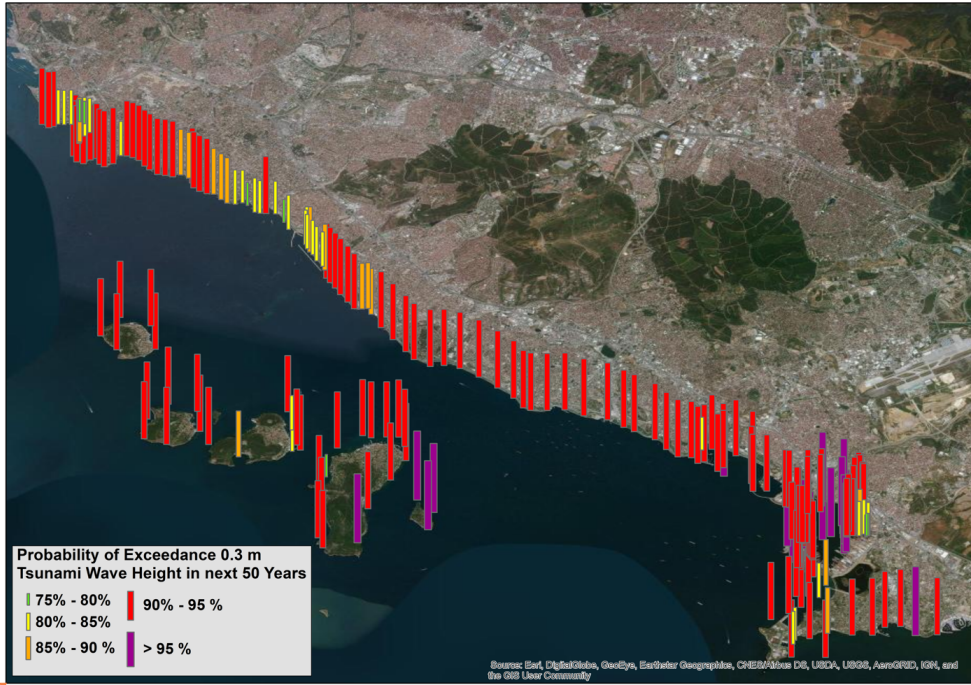 Probability of Exceedance 0.3 m
Tsunami Wave Height in next 50 Years
75% - 80%
80% - 85%
85% - 90 %
90% - 95 %
> 95 %
Source: Esri, DigitalGlobe, GeoEye, Earthstar Geographics, CNES/Airbus DS, USDA, USGS, AeroGRID, IGN, and
the GIS User Community